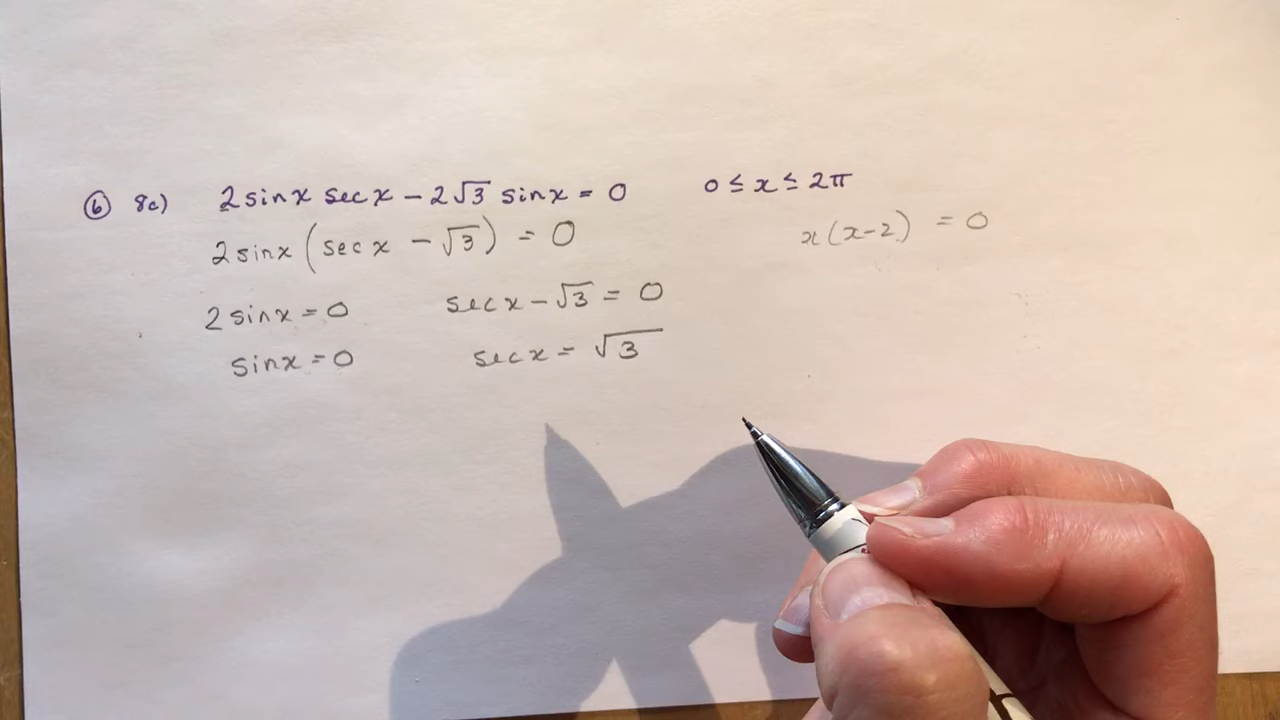 ⑥ 8c) 2 sin x sec x - 2√3 sin x = 0 0 ≤ x ≤ 2π
2 sin x (sec x - √3) = 0 x(x-2) = 0
2 sin x = 0 sec x - √3 = 0
sin x = 0 sec x = √3